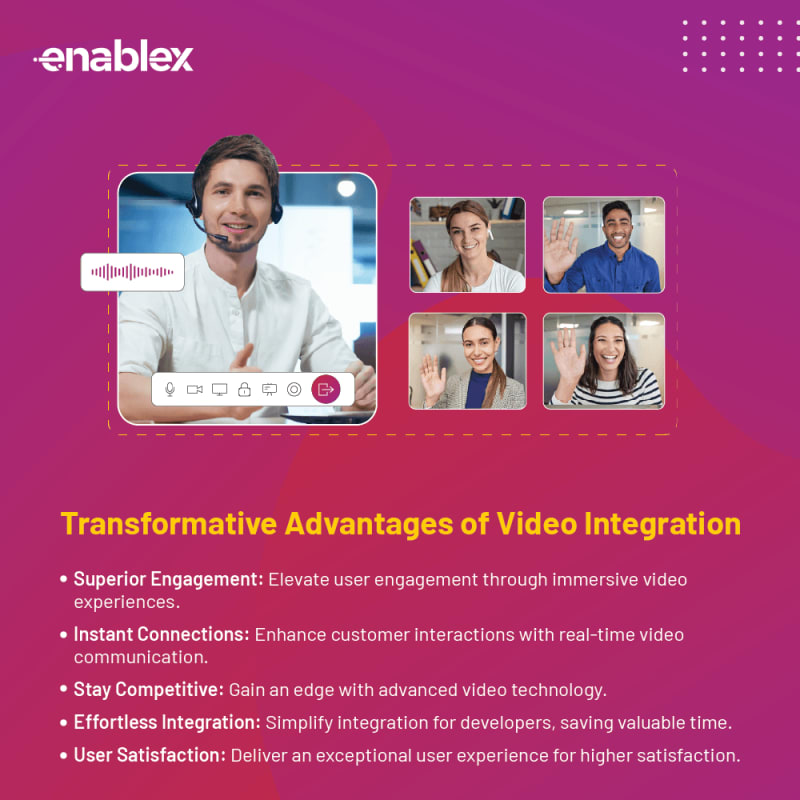 enablex
Transformative Advantages of Video Integration
• Superior Engagement: Elevate user engagement through immersive video
experiences.
• Instant Connections: Enhance customer interactions with real-time video
communication.
• Stay Competitive: Gain an edge with advanced video technology.
• Effortless Integration: Simplify integration for developers, saving valuable time.
• User Satisfaction: Deliver an exceptional user experience for higher satisfaction.